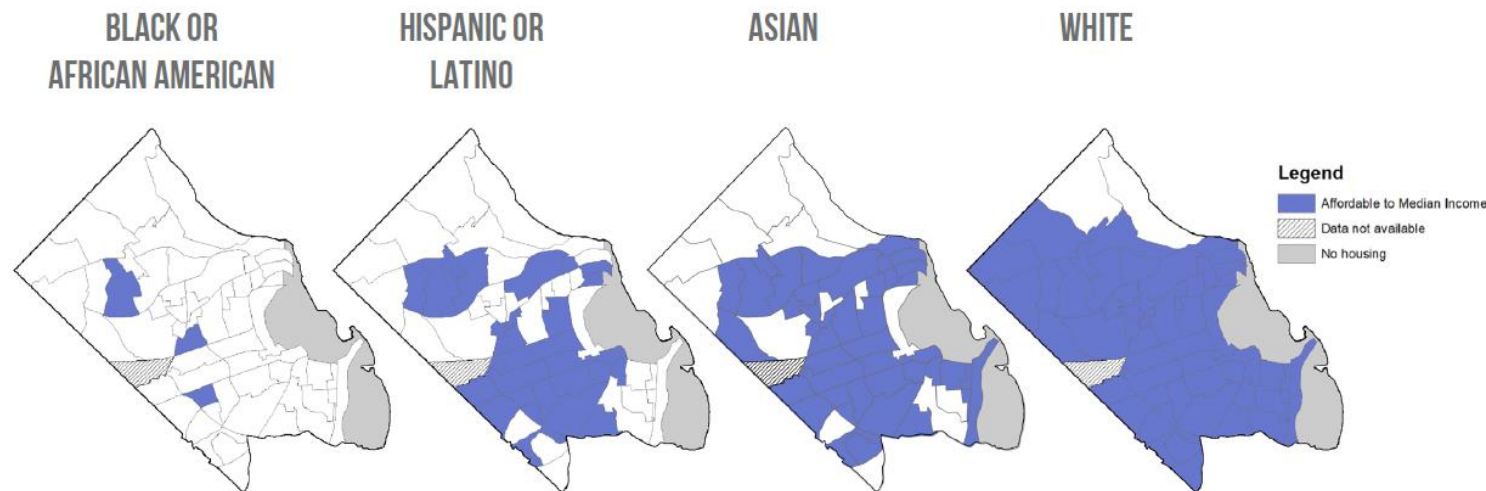 BLACK OR
AFRICAN AMERICAN
HISPANIC OR
LATINO
ASIAN
WHITE
Legend
Affordable to Median Income
Data not available
No housing